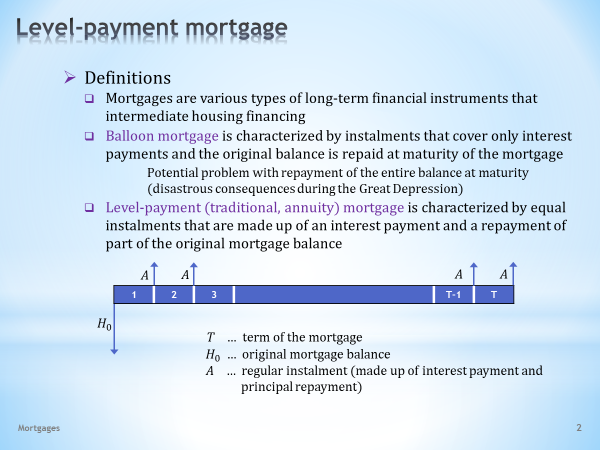 Level-payment mortgage
Definitions
Mortgages are various types of long-term financial instruments that
intermediate housing financing
Balloon mortgage is characterized by instalments that cover only interest
payments and the original balance is repaid at maturity of the mortgage
Potential problem with repayment of the entire balance at maturity
(disastrous consequences during the Great Depression)
Level-payment (traditional, annuity) mortgage is characterized by equal
instalments that are made up of an interest payment and a repayment of
part of the original mortgage balance
A A A A
1 2 3 T-1 T
H₀
T … term of the mortgage
H₀ … original mortgage balance
A … regular instalment (made up of interest payment and
principal repayment)
Mortgages 2